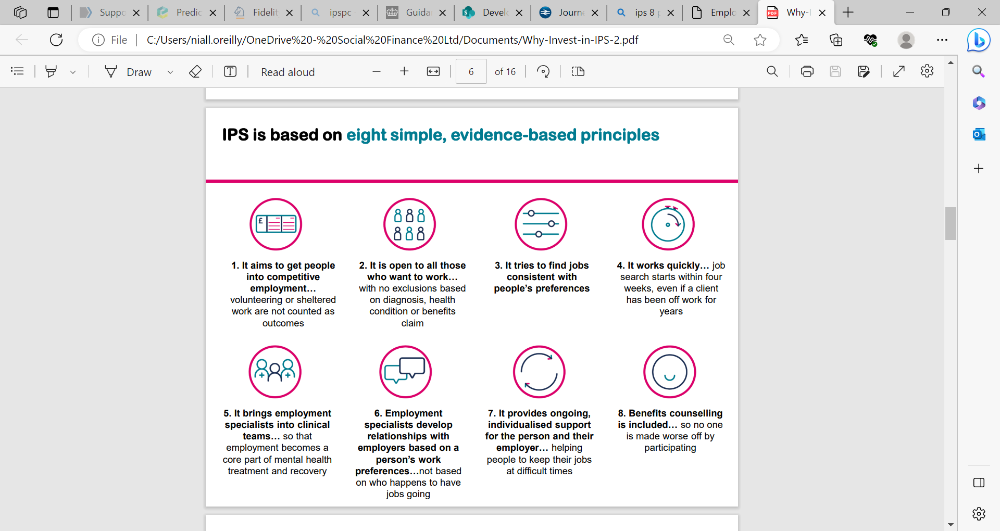 Suppo
Predic
Fidelit
ipspc
Guidar
Develo
Journe
ips 8 p
Emplo
Why-I
File
C:/Users/niall.oreilly/OneDrive%20-%20Social%20Finance%20Ltd/Documents/Why-Invest-in-IPS-2.pdf
Draw
Read aloud
6
of 16
IPS is based on eight simple, evidence-based principles
£
1. It aims to get people
into competitive
employment…
volunteering or sheltered
work are not counted as
outcomes
2. It is open to all those
who want to work…
with no exclusions based
on diagnosis, health
condition or benefits
claim
3. It tries to find jobs
consistent with
people’s preferences
4. It works quickly… job
search starts within four
weeks, even if a client
has been off work for
years
5. It brings employment
specialists into clinical
teams… so that
employment becomes a
core part of mental health
treatment and recovery
6. Employment
specialists develop
relationships with
employers based on a
person’s work
preferences…not based
on who happens to have
jobs going
7. It provides ongoing,
individualised support
for the person and their
employer… helping
people to keep their jobs
at difficult times
8. Benefits counselling
is included… so no one
is made worse off by
participating